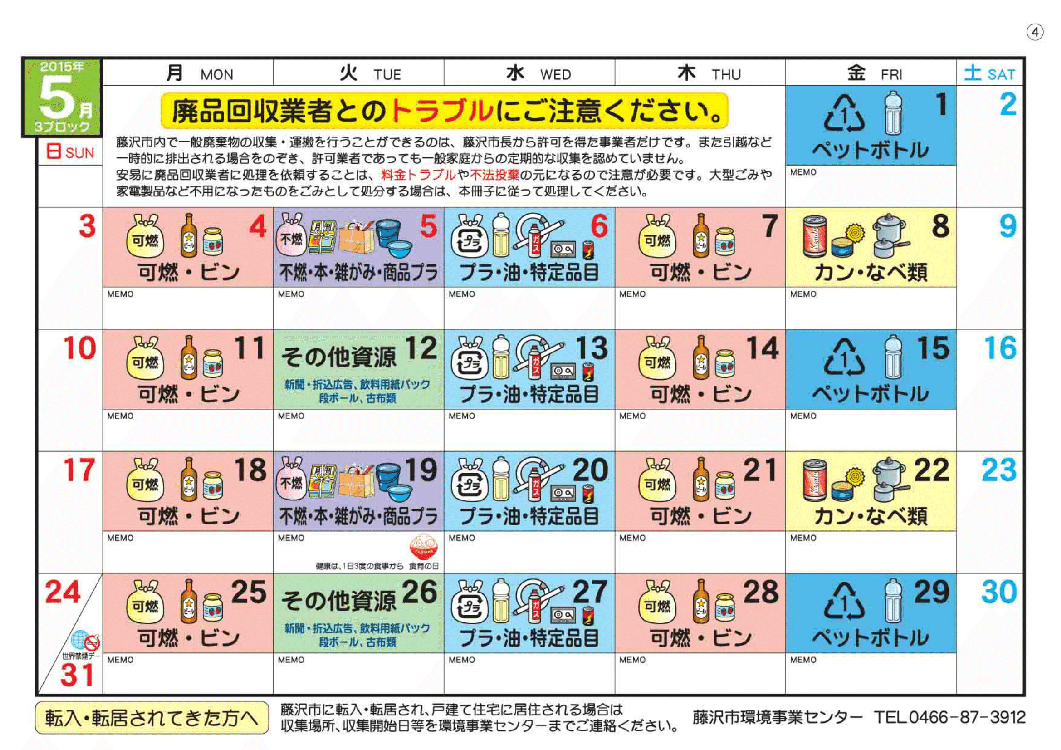 ④
2015年
5月
3ブロック
日 SUN
月 MON
火 TUE
水 WED
木 THU
金 FRI
土 SAT
廃品回収業者とのトラブルにご注意ください。
藤沢市内で一般廃棄物の収集・運搬を行うことができるのは、藤沢市長から許可を得た事業者だけです。また引越など
一時的に排出される場合をのぞき、許可業者であっても一般家庭からの定期的な収集を認めていません。
安易に廃品回収業者に処理を依頼することは、料金トラブルや不法投棄の元になるので注意が必要です。大型ごみや
家電製品など不用になったものをごみとして処分する場合は、本冊子に従って処理してください。
1
1
ペットボトル
MEMO
2
3
可燃
4
可燃・ビン
MEMO
不燃
5
不燃・本・雑がみ・商品プラ
MEMO
プラ
ガス
6
プラ・油・特定品目
MEMO
可燃
7
可燃・ビン
MEMO
8
カン・なべ類
MEMO
9
10
可燃
11
可燃・ビン
MEMO
その他資源 12
新聞・折込広告、飲料用紙パック
段ボール、古布類
MEMO
プラ
ガス
13
プラ・油・特定品目
MEMO
可燃
14
可燃・ビン
MEMO
1
15
ペットボトル
MEMO
16
17
可燃
18
可燃・ビン
MEMO
不燃
19
不燃・本・雑がみ・商品プラ
MEMO
健康は、1日3度の食事から 食育の日
プラ
ガス
20
プラ・油・特定品目
MEMO
可燃
21
可燃・ビン
MEMO
22
カン・なべ類
MEMO
23
24
世界禁煙デー
31
可燃
25
可燃・ビン
MEMO
その他資源 26
新聞・折込広告、飲料用紙パック
段ボール、古布類
MEMO
プラ
ガス
27
プラ・油・特定品目
MEMO
可燃
28
可燃・ビン
MEMO
1
29
ペットボトル
MEMO
30
転入・転居されてきた方へ
藤沢市に転入・転居され、戸建て住宅に居住される場合は
収集場所、収集開始日等を環境事業センターまでご連絡ください。
藤沢市環境事業センター TEL0466-87-3912